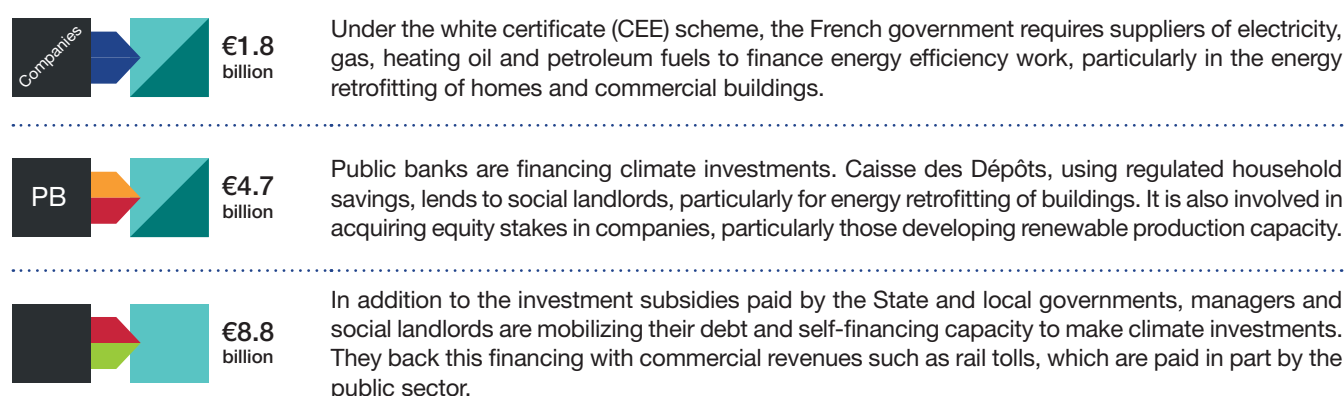 Companies
€1.8
billion
Under the white certificate (CEE) scheme, the French government requires suppliers of electricity,
gas, heating oil and petroleum fuels to finance energy efficiency work, particularly in the energy
retrofitting of homes and commercial buildings.
PB
€4.7
billion
Public banks are financing climate investments. Caisse des Dépôts, using regulated household
savings, lends to social landlords, particularly for energy retrofitting of buildings. It is also involved in
acquiring equity stakes in companies, particularly those developing renewable production capacity.
€8.8
billion
In addition to the investment subsidies paid by the State and local governments, managers and
social landlords are mobilizing their debt and self-financing capacity to make climate investments.
They back this financing with commercial revenues such as rail tolls, which are paid in part by the
public sector.